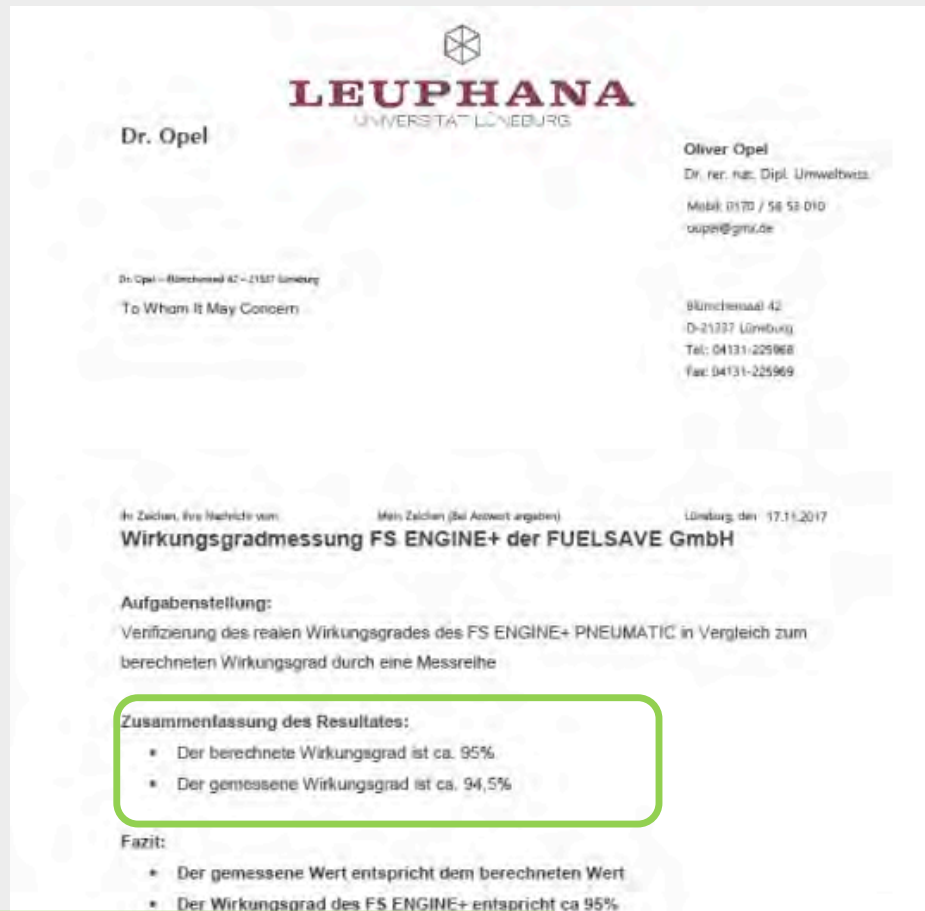 LEUPHANA
UNIVERSITÄT LÜNEBURG
Dr. Opel
Oliver Opel
Dr. rer. nat. Dipl. Umweltwiss.
Mobil: 0170 / 56 53 010
Dr. Opel – 42 – 21337 Lüneburg
To Whom It May Concern
42
D-21337 Lüneburg
Tel.: 04131-225968
Fax: 04131-225969
Ihr Zeichen, Ihre Nachricht vom: Mein Zeichen (Bei Antwort angeben) Lüneburg, den 17.11.2017
Wirkungsgradmessung FS ENGINE+ der FUELSAVE GmbH
Aufgabenstellung:
Verifizierung des realen Wirkungsgrades des FS ENGINE+ PNEUMATIC in Vergleich zum
berechneten Wirkungsgrad durch eine Messreihe
Zusammenfassung des Resultates:
• Der berechnete Wirkungsgrad ist ca. 95%
• Der gemessene Wirkungsgrad ist ca. 94,5%
Fazit:
• Der gemessene Wert entspricht dem berechneten Wert
• Der Wirkungsgrad des FS ENGINE+ entspricht ca 95%